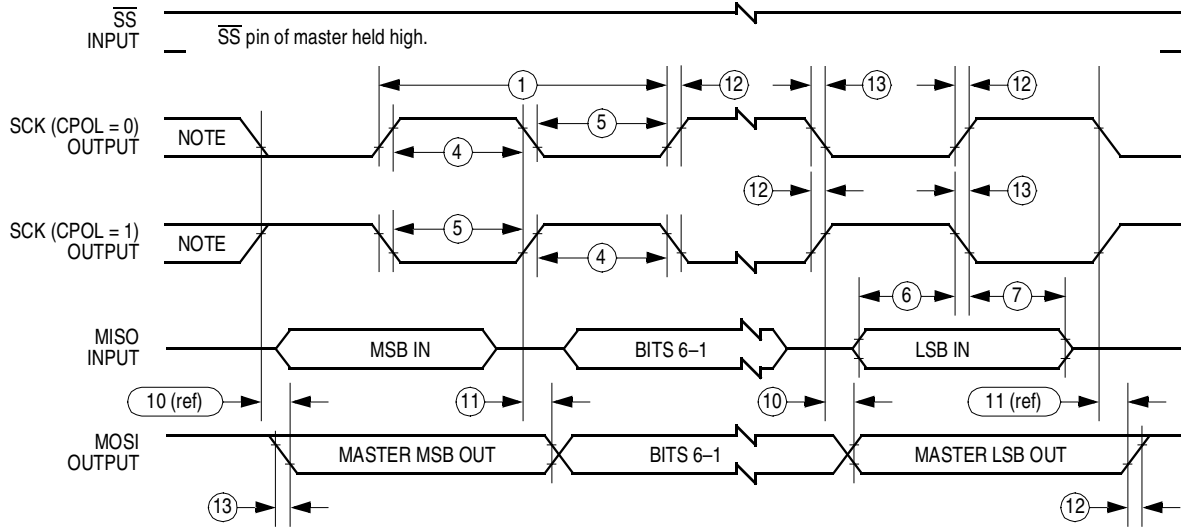 SS
INPUT
SS pin of master held high.
1
12
13
12
SCK (CPOL = 0)
OUTPUT
NOTE
5
4
12
13
SCK (CPOL = 1)
OUTPUT
NOTE
5
4
6
7
MISO
INPUT
MSB IN
BITS 6–1
LSB IN
10 (ref)
11
10
11 (ref)
MOSI
OUTPUT
MASTER MSB OUT
BITS 6–1
MASTER LSB OUT
13
12